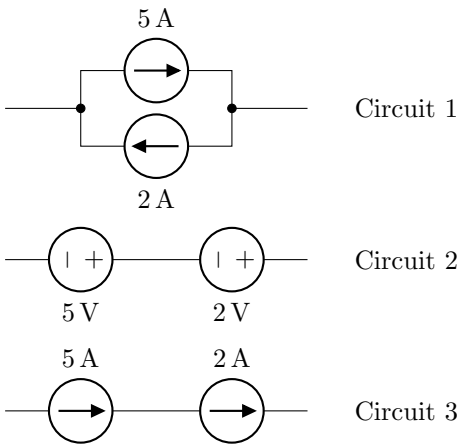 5 A
Circuit 1
2 A
− + − + Circuit 2
5 V 2 V
5 A 2 A
Circuit 3